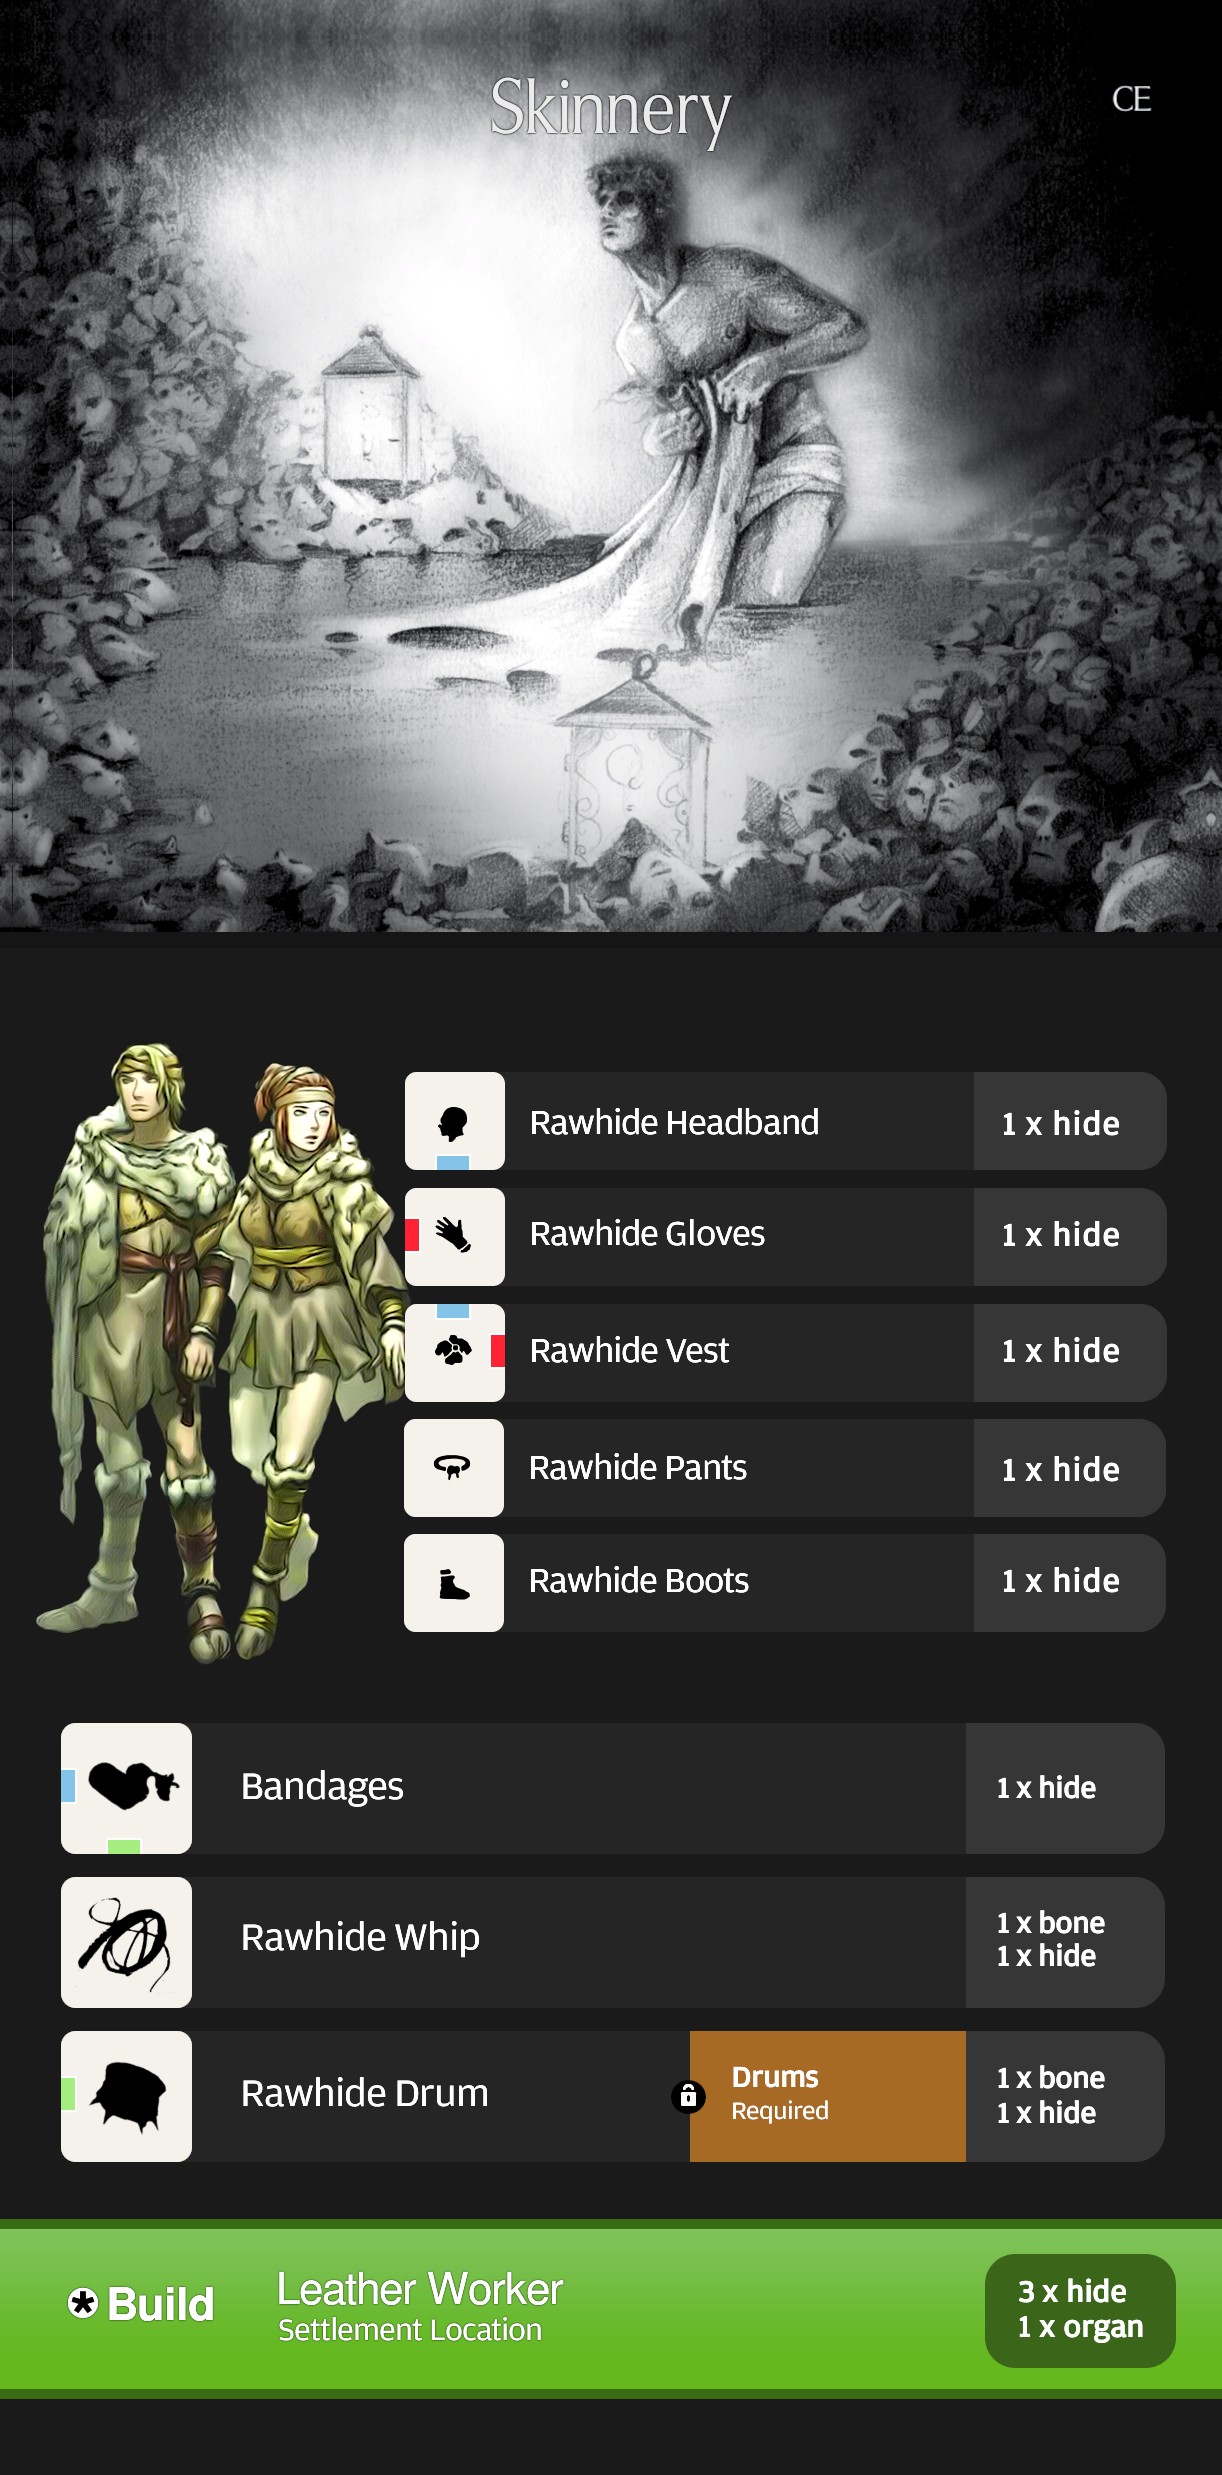 Skinnery
CE
Rawhide Headband
1 x hide
Rawhide Gloves
1 x hide
Rawhide Vest
1 x hide
Rawhide Pants
1 x hide
Rawhide Boots
1 x hide
Bandages
1 x hide
Rawhide Whip
1 x bone
1 x hide
Rawhide Drum
Drums
Required
1 x bone
1 x hide
Build
Leather Worker
Settlement Location
3 x hide
1 x organ